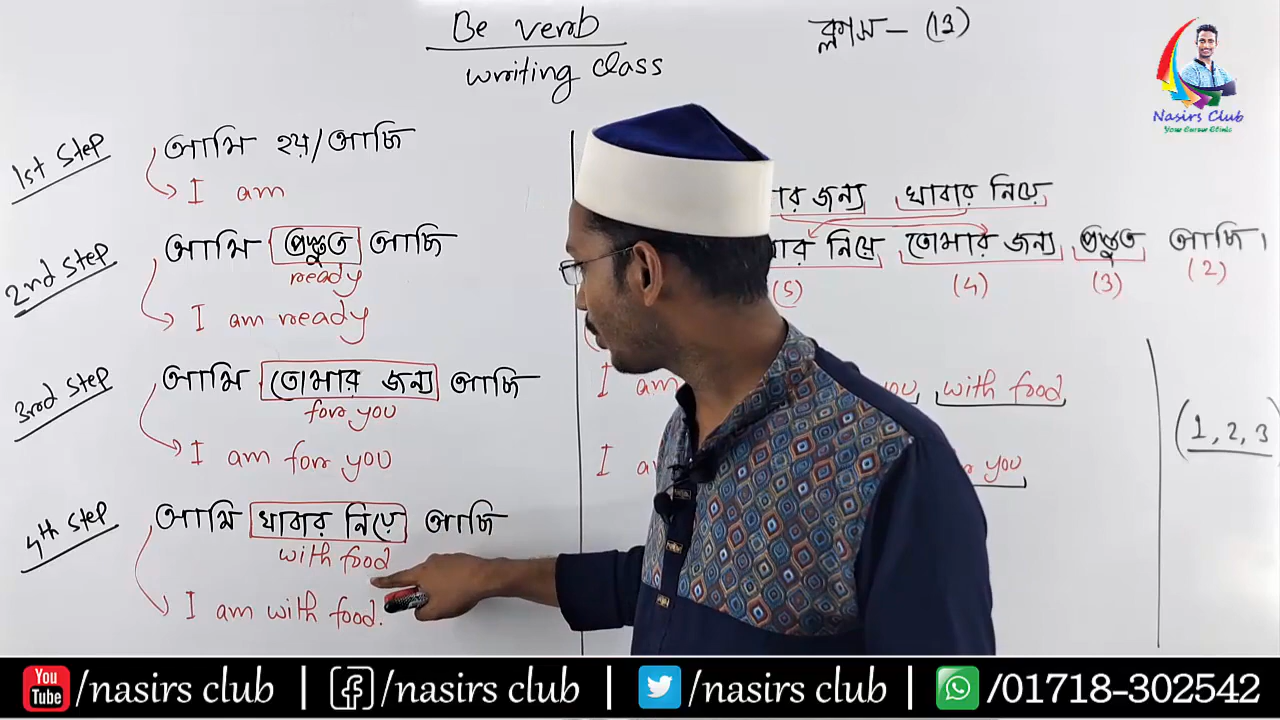 Be verb
writing class
ক্লাস - (13)
Nasirs Club
Your Career Clinic
1st Step
আমি হয়/আছি
I am
2nd Step
আমি প্রস্তুত আছি
ready
I am ready
3rd Step
আমি তোমার জন্য আছি
for you
I am for you
4th Step
আমি খাবার নিয়ে আছি
with food
I am with food.
জন্য খাবার নিয়ে
নিয়ে তোমার জন্য প্রস্তুত আছি।
(5) (4) (3) (2)
I am you with food
I you
(1, 2, 3
You Tube /nasirs club | /nasirs club | /nasirs club | /01718-302542